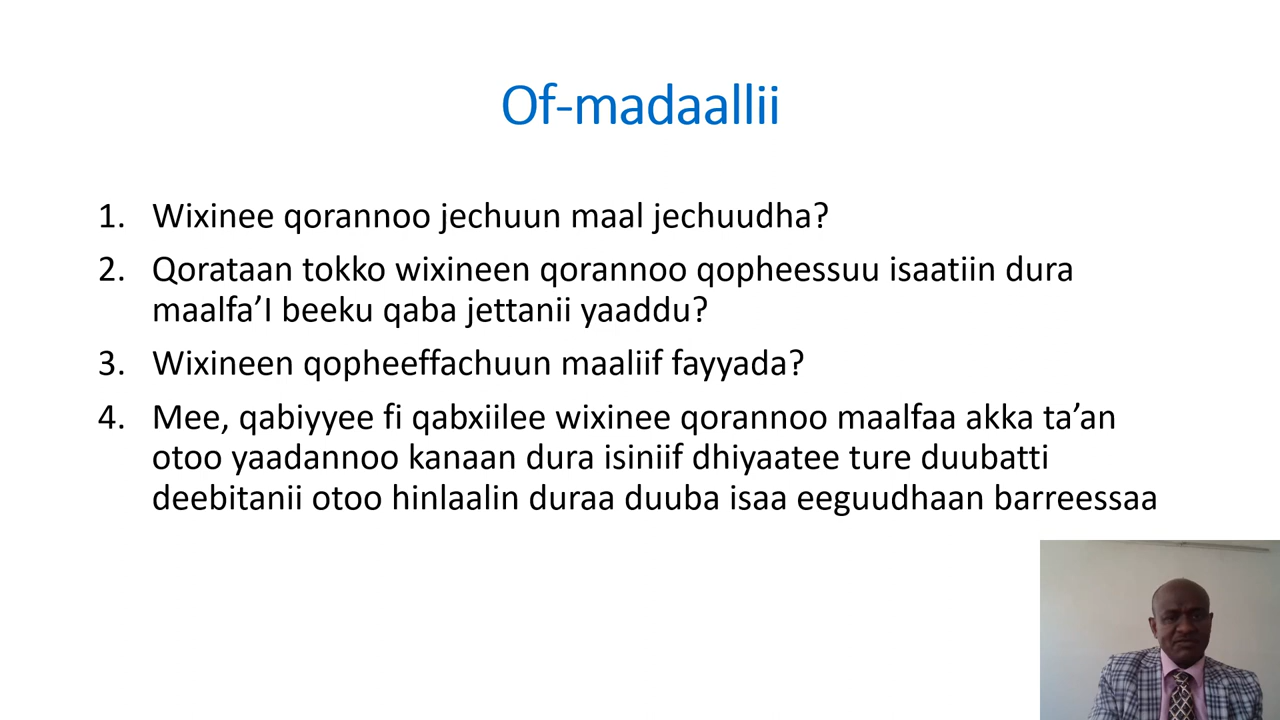 Of-madaallii
1. Wixinee qorannoo jechuun maal jechuudha?
2. Qorataan tokko wixineen qorannoo qopheessuu isaatiin dura
maalfa’I beeku qaba jettanii yaaddu?
3. Wixineen qopheeffachuun maaliif fayyada?
4. Mee, qabiyyee fi qabxiilee wixinee qorannoo maalfaa akka ta’an
otoo yaadannoo kanaan dura isiniif dhiyaatee ture duubatti
deebitanii otoo hinlaalin duraa duuba isaa eeguudhaan barreessaa